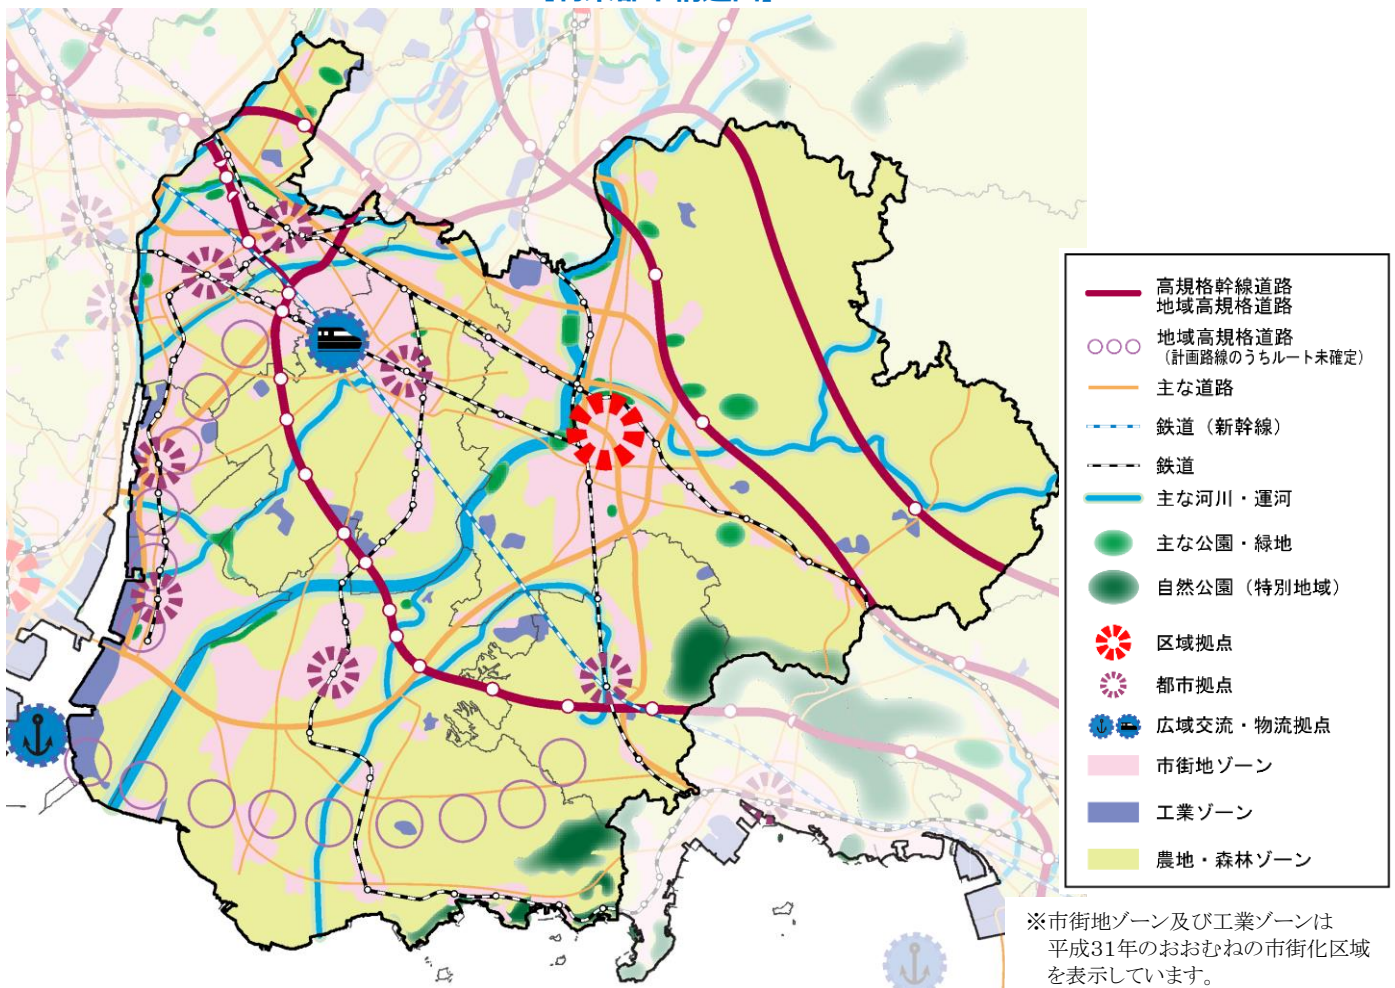 高規格幹線道路
地域高規格道路
地域高規格道路
（計画路線のうちルート未確定）
主な道路
鉄道（新幹線）
鉄道
主な河川・運河
主な公園・緑地
自然公園（特別地域）
区域拠点
都市拠点
広域交流・物流拠点
市街地ゾーン
工業ゾーン
農地・森林ゾーン
※市街地ゾーン及び工業ゾーンは
平成31年のおおむねの市街化区域
を表示しています。